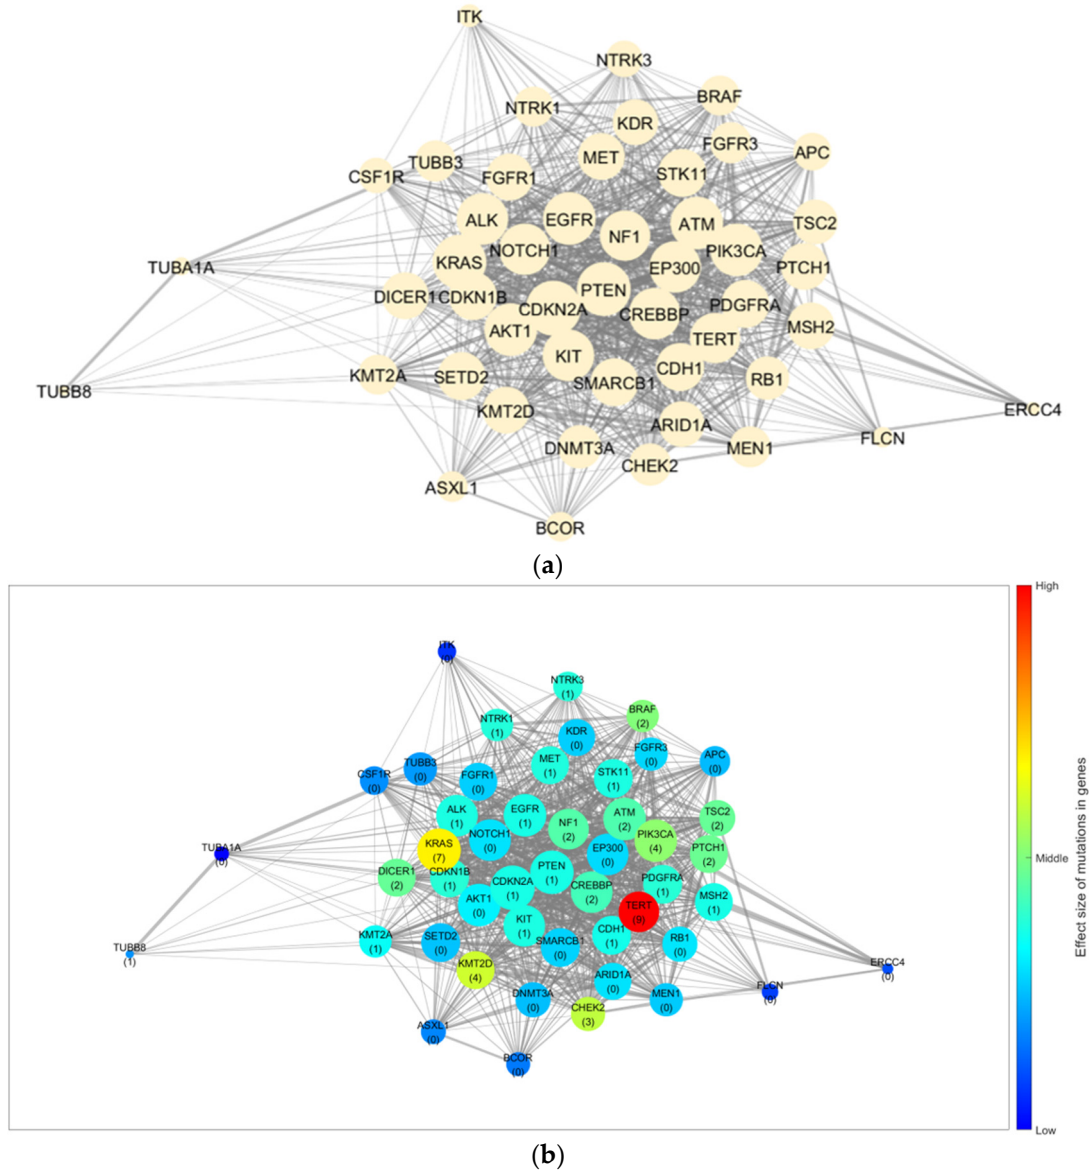 ITK
NTRK3
BRAF
NTRK1
KDR
FGFR3
APC
MET
TUBB3
STK11
CSF1R
FGFR1
ALK
EGFR
ATM
TSC2
NF1
NOTCH1
PIK3CA
KRAS
EP300
PTCH1
TUBA1A
PTEN
DICER1
CDKN1B
CDKN2A
PDGFRA
CREBBP
MSH2
AKT1
TERT
KIT
CDH1
KMT2A
SETD2
SMARCB1
RB1
TUBB8
KMT2D
ERCC4
ARID1A
FLCN
DNMT3A
MEN1
CHEK2
ASXL1
BCOR
(a)
High
ITK
(0)
NTRK3
(1)
BRAF
(2)
NTRK1
(1)
KDR
(0)
FGFR3
(0)
APC
(0)
MET
(1)
TUBB3
(0)
CSF1R
(0)
FGFR1
(0)
STK11
(1)
ALK
(1)
EGFR
(1)
ATM
(2)
TSC2
(2)
NF1
(2)
NOTCH1
(0)
PIK3CA
(4)
KRAS
(7)
EP300
(0)
PTCH1
(2)
TUBA1A
(0)
Middle
PTEN
(1)
DICER1
(2)
CDKN1B
(1)
CDKN2A
(1)
CREBBP
(2)
PDGFRA
(1)
MSH2
(1)
AKT1
(0)
TERT
(9)
KIT
(1)
CDH1
(1)
KMT2A
(1)
SETD2
(0)
SMARCB1
(0)
RB1
(0)
TUBB8
(1)
KMT2D
(4)
ERCC4
(0)
ARID1A
(0)
FLCN
(0)
DNMT3A
(0)
MEN1
(0)
CHEK2
(3)
ASXL1
(0)
BCOR
(0)
Low
Effect size of mutations in genes
(b)